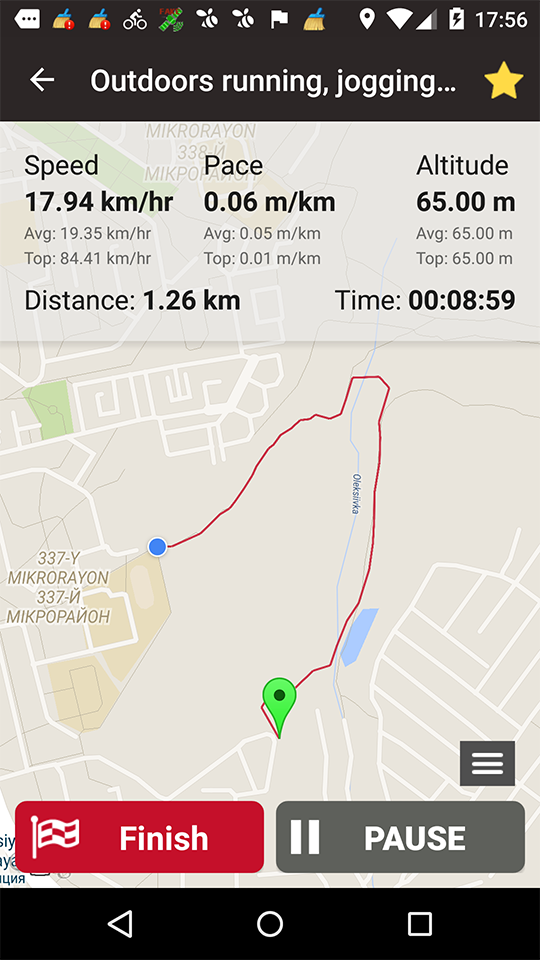 17:56
Outdoors running, jogging...
MIKRORAYON
338-Й
МІКРОРАЙОН
Speed Pace Altitude
17.94 km/hr 0.06 m/km 65.00 m
Avg: 19.35 km/hr Avg: 0.05 m/km Avg: 65.00 m
Top: 84.41 km/hr Top: 0.01 m/km Top: 65.00 m
Distance: 1.26 km Time: 00:08:59
Oleksiivka
337-Y
MIKRORAYON
337-Й
МІКРОРАЙОН
Finish PAUSE